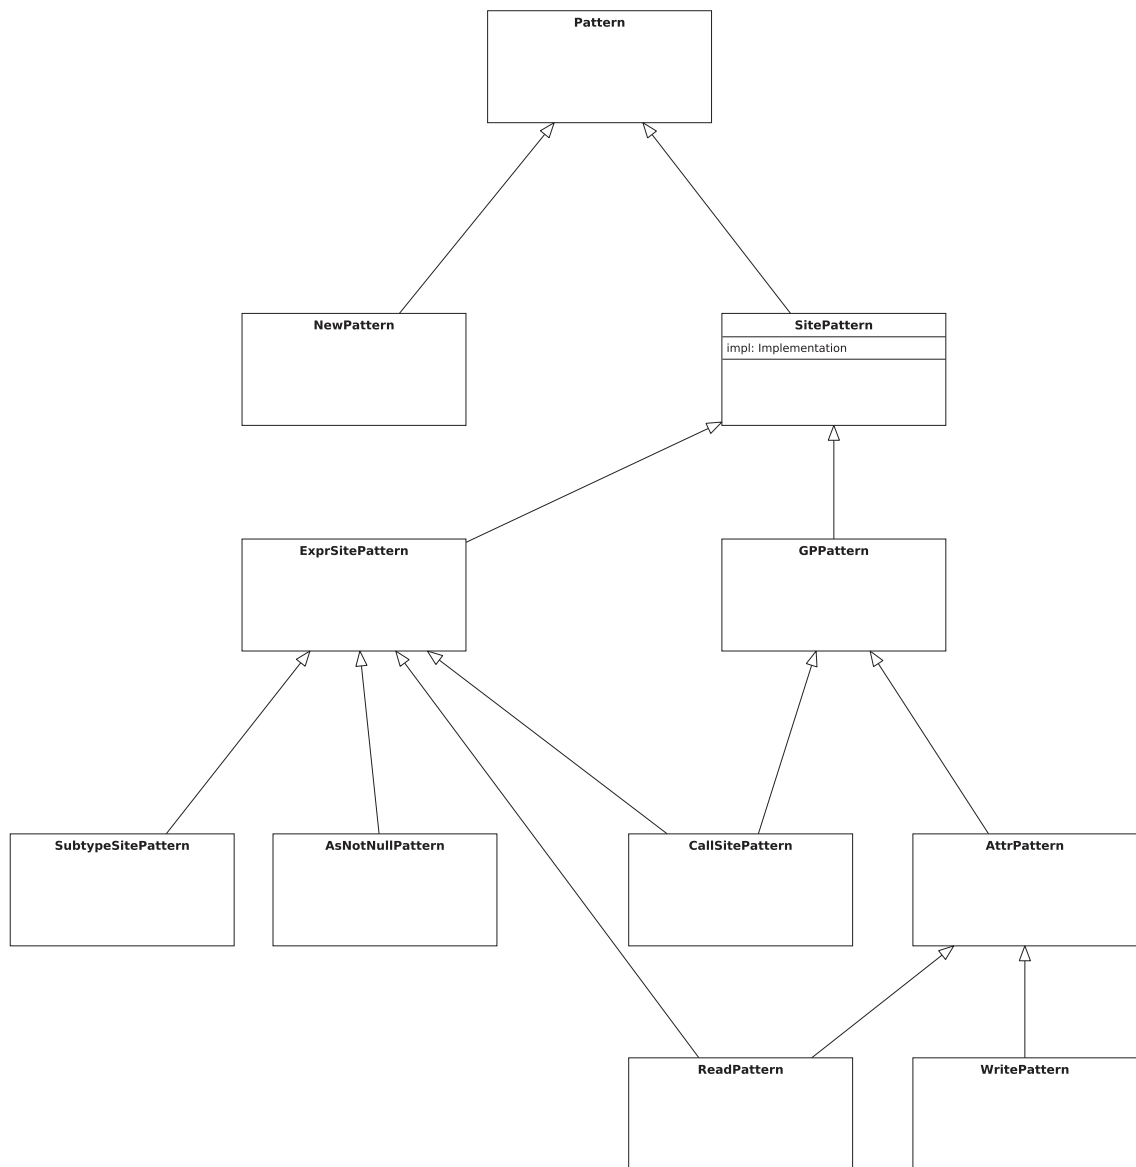 Pattern
NewPattern
SitePattern
impl: Implementation
ExprSitePattern
GPPattern
SubtypeSitePattern
AsNotNullPattern
CallSitePattern
AttrPattern
ReadPattern
WritePattern